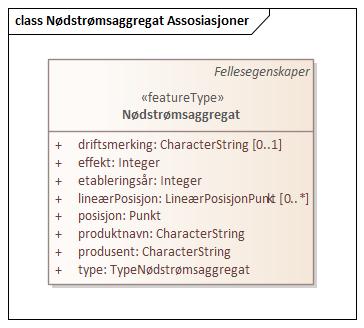 class Nødstrømsaggregat Assosiasjoner
Fellesegenskaper
«featureType»
Nødstrømsaggregat
+ driftsmerking: CharacterString [0..1]
+ effekt: Integer
+ etableringsår: Integer
+ lineærPosisjon: LineærPosisjonPunkt [0..*]
+ posisjon: Punkt
+ produktnavn: CharacterString
+ produsent: CharacterString
+ type: TypeNødstrømsaggregat